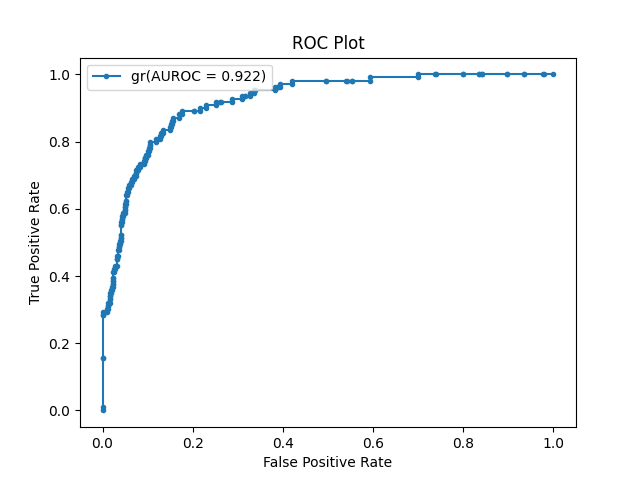 ROC Plot
gr(AUROC = 0.922)
True Positive Rate
1.0
0.8
0.6
0.4
0.2
0.0
0.0 0.2 0.4 0.6 0.8 1.0
False Positive Rate